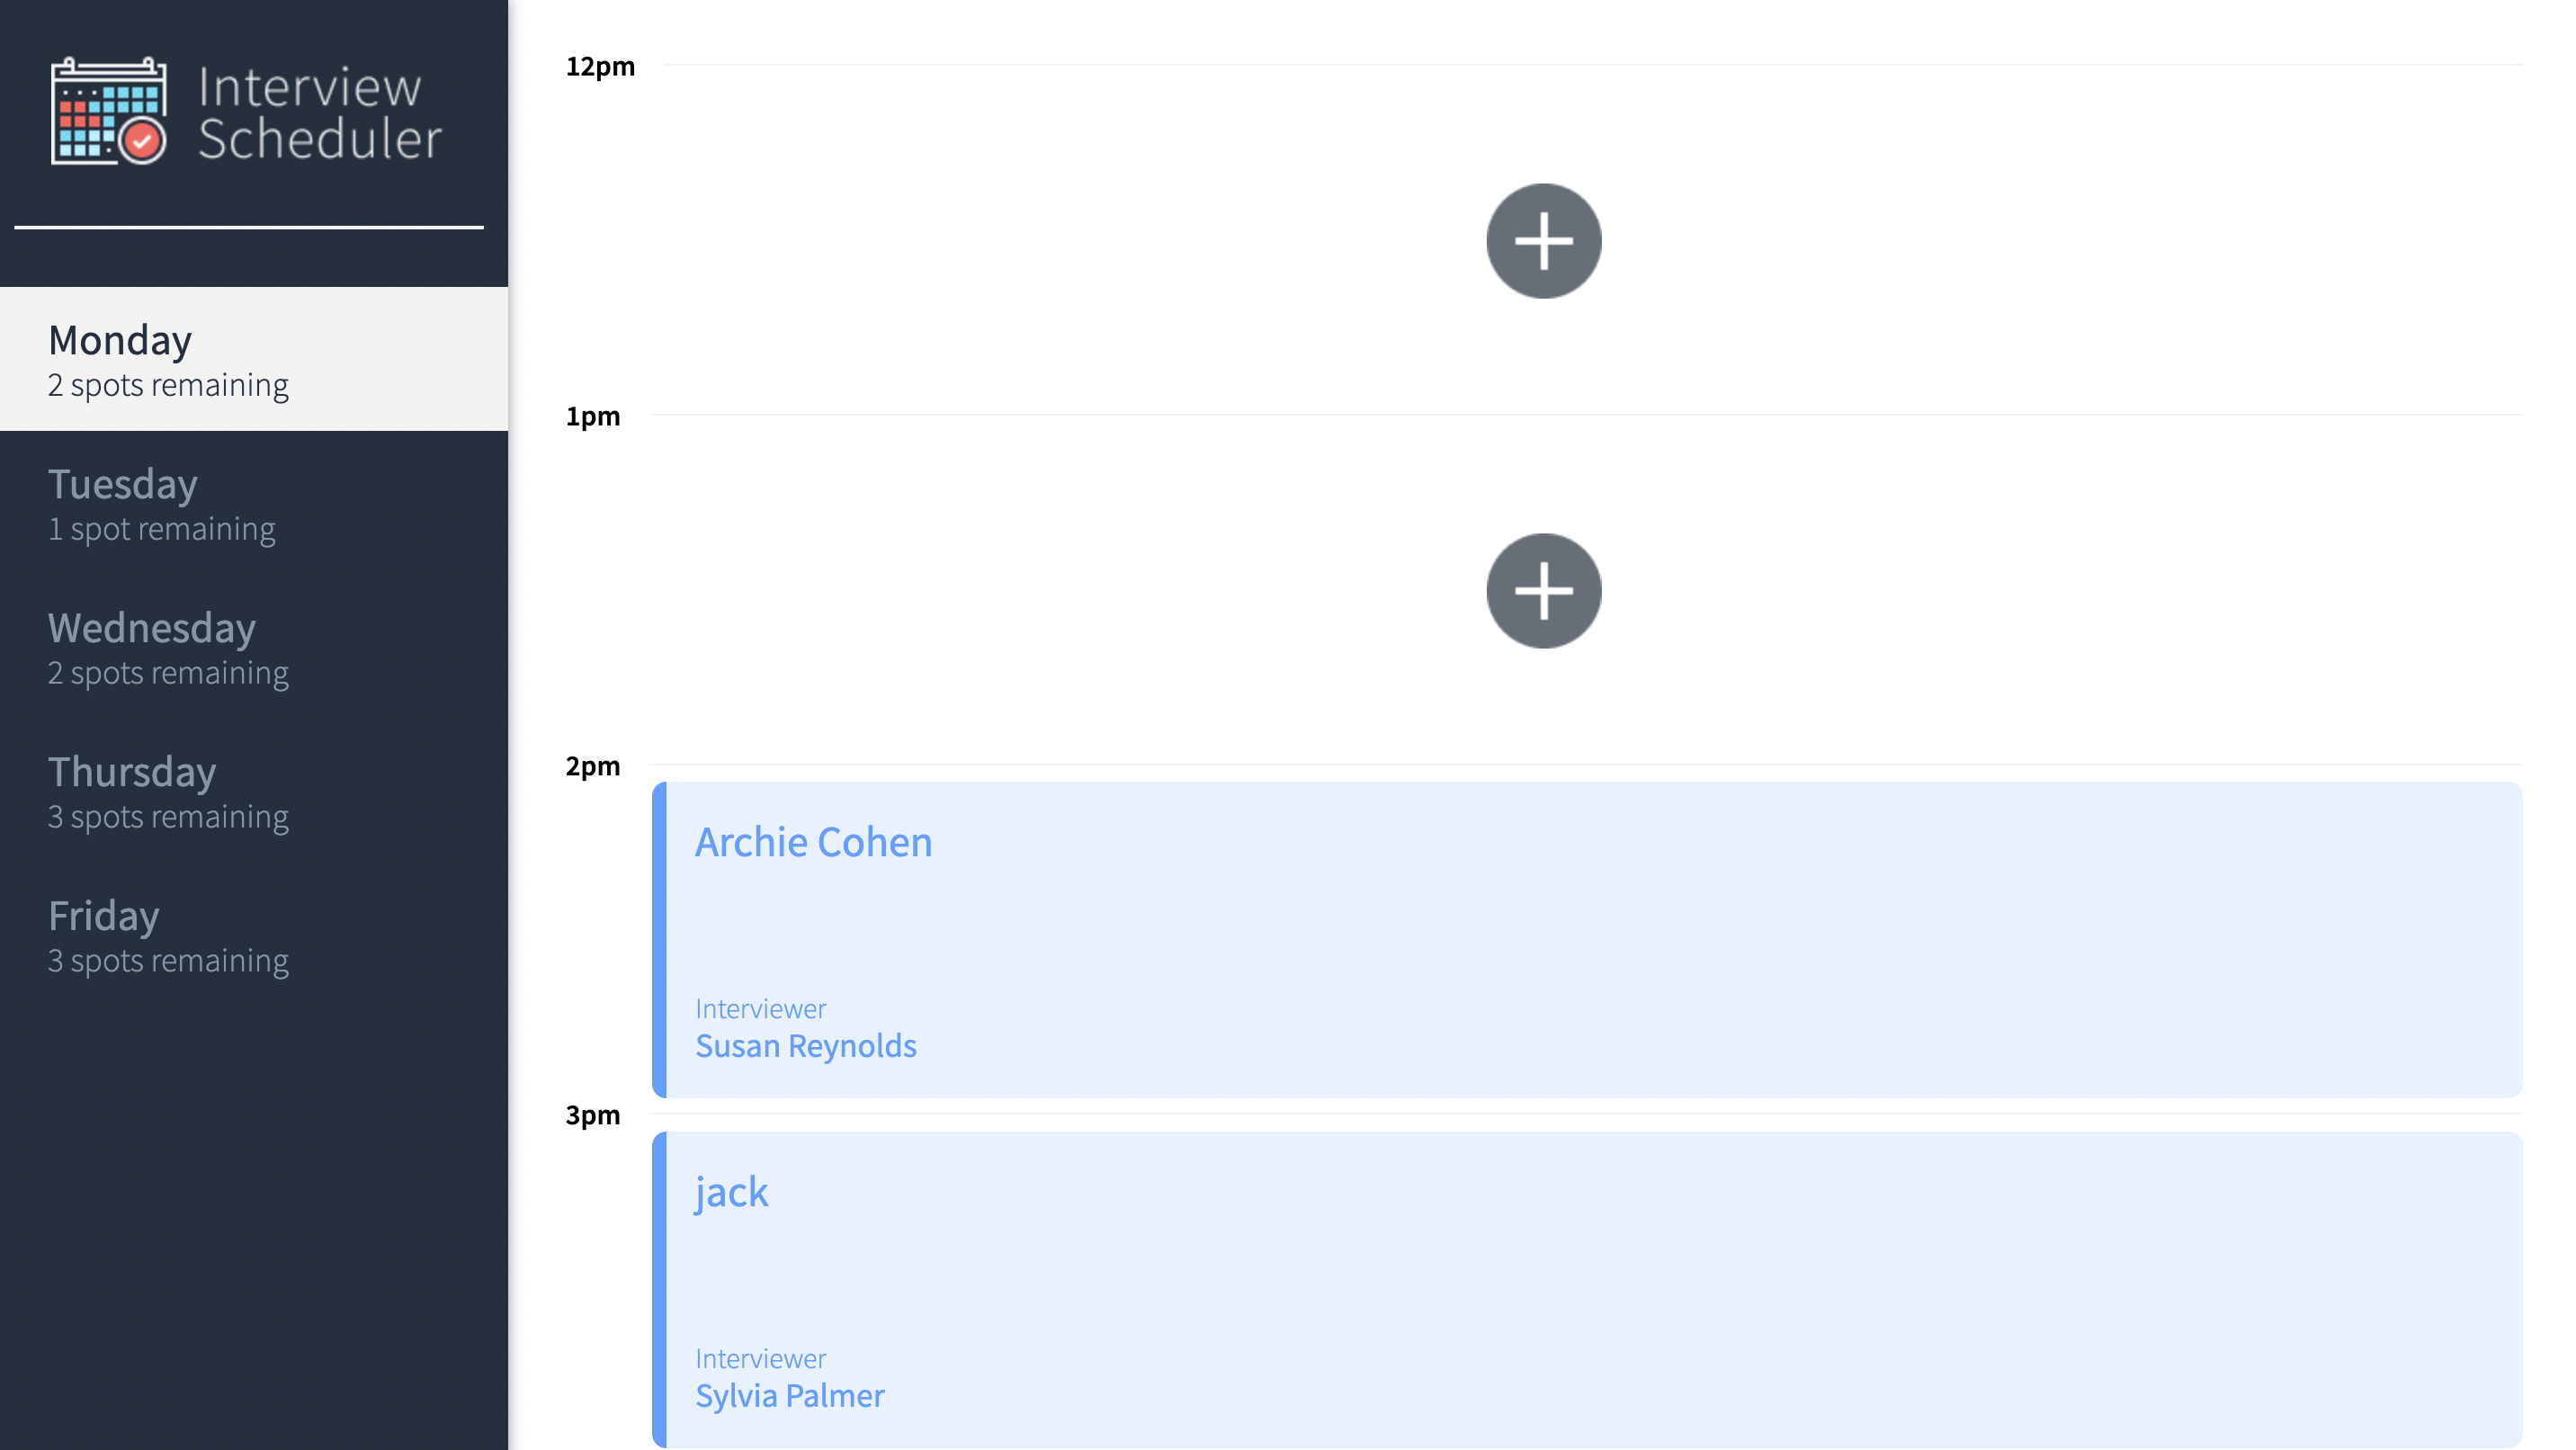 Interview
Scheduler
Monday
2 spots remaining
Tuesday
1 spot remaining
Wednesday
2 spots remaining
Thursday
3 spots remaining
Friday
3 spots remaining
12pm
1pm
2pm
Archie Cohen
Interviewer
Susan Reynolds
3pm
jack
Interviewer
Sylvia Palmer